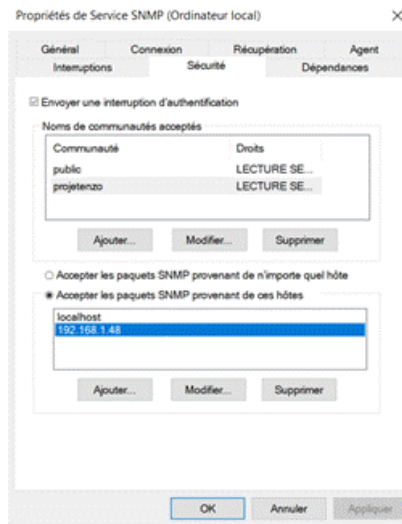 Propriétés de Service SNMP (Ordinateur local)
Général Connexion Récupération Agent
Interruptions Sécurité Dépendances
Envoyer une interruption d'authentification
Noms de communautés acceptés
Communauté Droits
public LECTURE SE...
projetenzo LECTURE SE...
Ajouter... Modifier... Supprimer
Accepter les paquets SNMP provenant de n'importe quel hôte
Accepter les paquets SNMP provenant de ces hôtes
localhost
192.168.1.48
Ajouter... Modifier... Supprimer
OK Annuler Appliquer